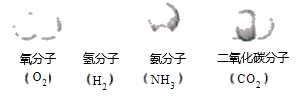 氧分子 氢分子 氨分子 二氧化碳分子
(O₂) (H₂) (NH₃) (CO₂)